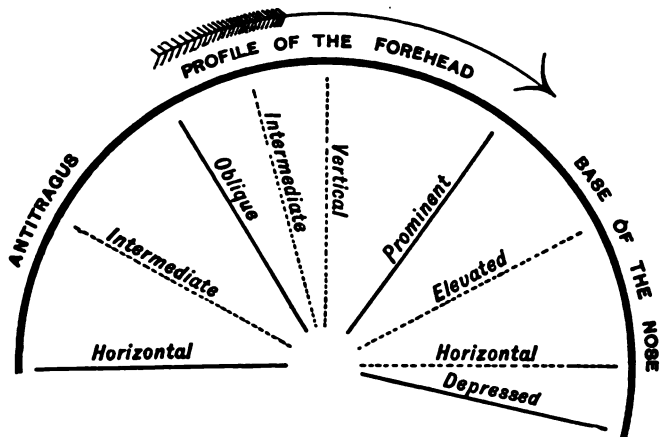 PROFILE OF THE FOREHEAD
ANTITRAGUS
BASE OF THE NOSE
Horizontal
Intermediate
Oblique
Intermediate
Vertical
Prominent
Elevated
Horizontal
Depressed